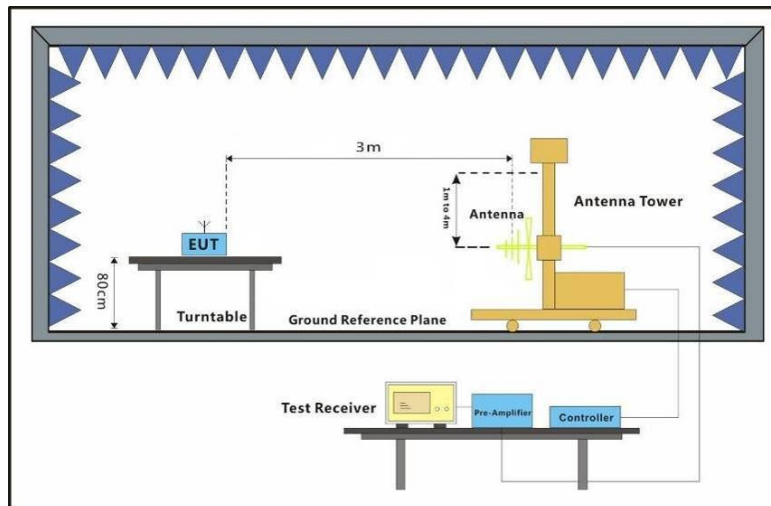 3m
1m to 4m
Antenna
Antenna Tower
EUT
80cm
Turntable
Ground Reference Plane
Test Receiver
Pre-Amplifier
Controller